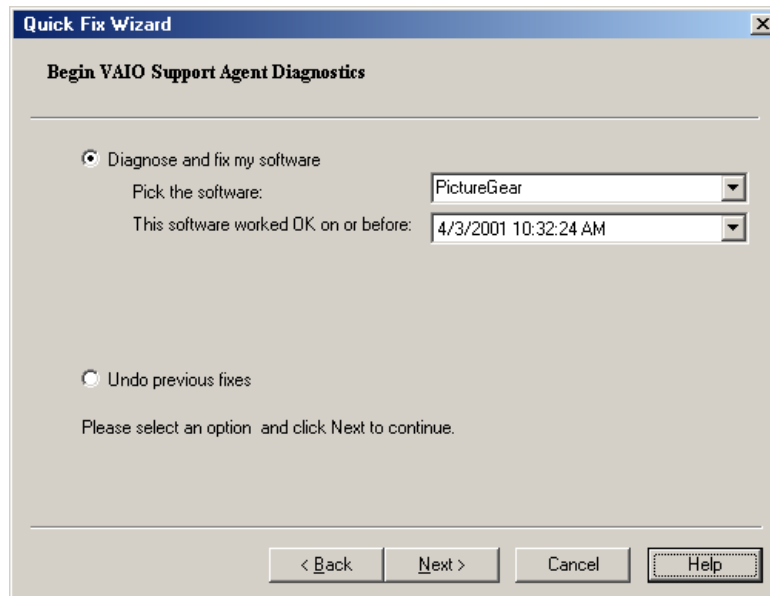 Quick Fix Wizard
Begin VAIO Support Agent Diagnostics
Diagnose and fix my software
Pick the software: PictureGear
This software worked OK on or before: 4/3/2001 10:32:24 AM
Undo previous fixes
Please select an option and click Next to continue.
< Back Next > Cancel Help